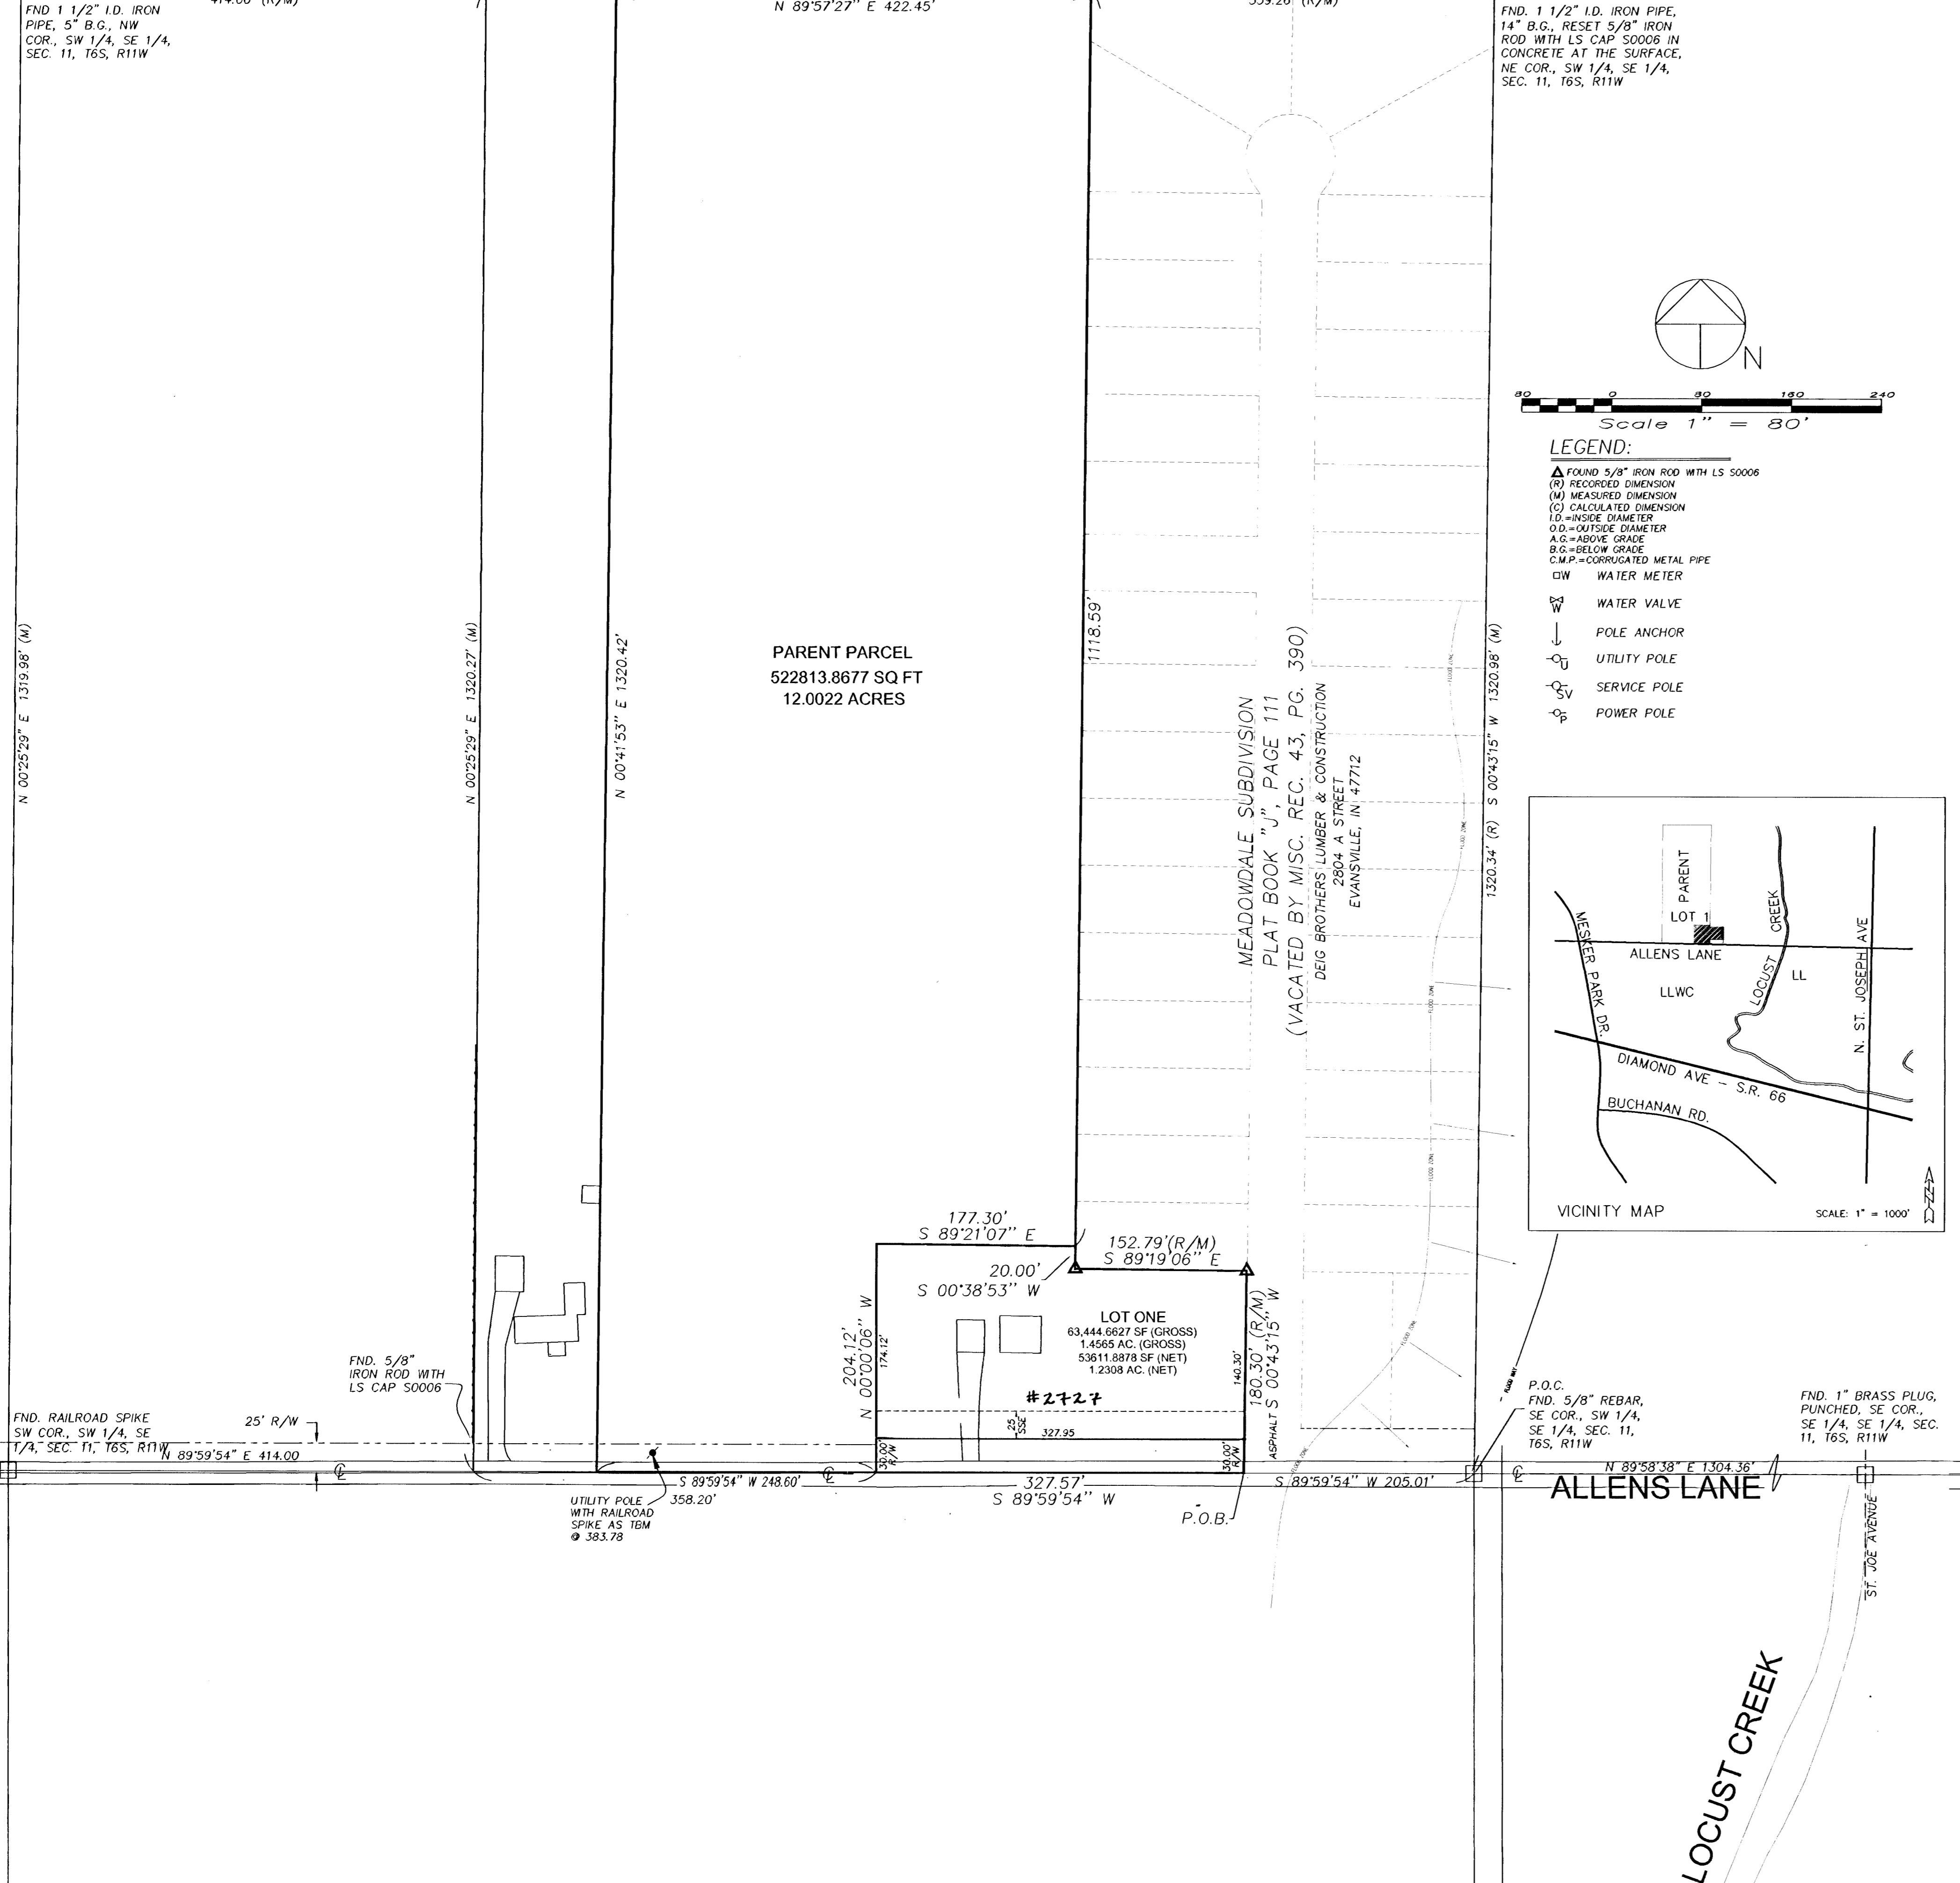 FND 1 1/2" I.D. IRON
PIPE, 5" B.G., NW
COR., SW 1/4, SE 1/4,
SEC. 11, T6S, R11W
N 89°57'27" E 422.45'
FND. 1 1/2" I.D. IRON PIPE,
14" B.G., RESET 5/8" IRON
ROD WITH LS CAP S0006 IN
CONCRETE AT THE SURFACE,
NE COR., SW 1/4, SE 1/4,
SEC. 11, T6S, R11W
N
80 0 80 160 240
Scale 1" = 80'
LEGEND:
FOUND 5/8" IRON ROD WITH LS S0006
(R) RECORDED DIMENSION
(M) MEASURED DIMENSION
(C) CALCULATED DIMENSION
I.D.=INSIDE DIAMETER
O.D.=OUTSIDE DIAMETER
A.G.=ABOVE GRADE
B.G.=BELOW GRADE
C.M.P.=CORRUGATED METAL PIPE
W WATER METER
W WATER VALVE
POLE ANCHOR
U UTILITY POLE
SV SERVICE POLE
P POWER POLE
N 00°25'29" E 1319.98' (M)
N 00°25'29" E 1320.27' (M)
N 00°41'53" E 1320.42'
PARENT PARCEL
522813.8677 SQ FT
12.0022 ACRES
1118.59'
MEADOWDALE SUBDIVISION
PLAT BOOK "J", PAGE 111
(VACATED BY MISC. REC. 43, PG. 390)
DEIG BROTHERS LUMBER & CONSTRUCTION
2804 A STREET
EVANSVILLE, IN 47712
FLOOD ZONE
FLOOD ZONE
FLOOD ZONE
FLOOD ZONE
FLOOD ZONE
FLOOD ZONE
1320.34' (R) S 00°43'15" W 1320.98' (M)
PARENT
LOT 1
ALLENS LANE
MESKER PARK DR.
LOCUST CREEK
LL
LLWC
N. ST. JOSEPH AVE
DIAMOND AVE - S.R. 66
BUCHANAN RD.
VICINITY MAP
SCALE: 1" = 1000'
177.30'
S 89°21'07" E
152.79'(R/M)
S 89°19'06" E
20.00'
S 00°38'53" W
LOT ONE
63,444.6627 SF (GROSS)
1.4565 AC. (GROSS)
53611.8878 SF (NET)
1.2308 AC. (NET)
#2727
204.12'
N 00°00'06" W
174.12'
140.30'
180.30' (R/M)
S 00°43'15" W
ASPHALT
25'
SSE
327.95
30.00'
R/W
30.00'
R/W
FND. 5/8"
IRON ROD WITH
LS CAP S0006
FND. RAILROAD SPIKE
SW COR., SW 1/4, SE
1/4, SEC. 11, T6S, R11W
25' R/W
N 89°59'54" E 414.00
S 89°59'54" W 248.60'
358.20'
UTILITY POLE
WITH RAILROAD
SPIKE AS TBM
@ 383.78
327.57'
S 89°59'54" W
S 89°59'54" W 205.01'
P.O.B.
P.O.C.
FND. 5/8" REBAR,
SE COR., SW 1/4,
SE 1/4, SEC. 11,
T6S, R11W
FND. 1" BRASS PLUG,
PUNCHED, SE COR.,
SE 1/4, SE 1/4, SEC.
11, T6S, R11W
N 89°58'38" E 1304.36'
ALLENS LANE
ST. JOE AVENUE
LOCUST CREEK